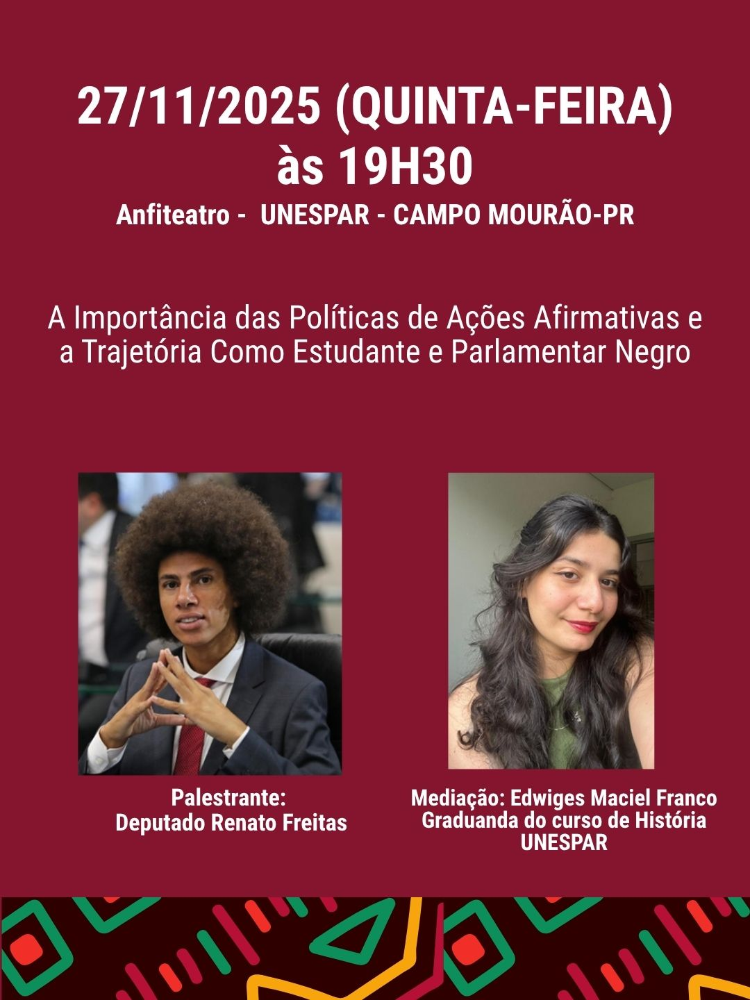 27/11/2025 (QUINTA-FEIRA)
às 19H30
Anfiteatro - UNESPAR - CAMPO MOURÃO-PR
A Importância das Políticas de Ações Afirmativas e
a Trajetória Como Estudante e Parlamentar Negro
Palestrante:
Deputado Renato Freitas
Mediação: Edwiges Maciel Franco
Graduanda do curso de História
UNESPAR